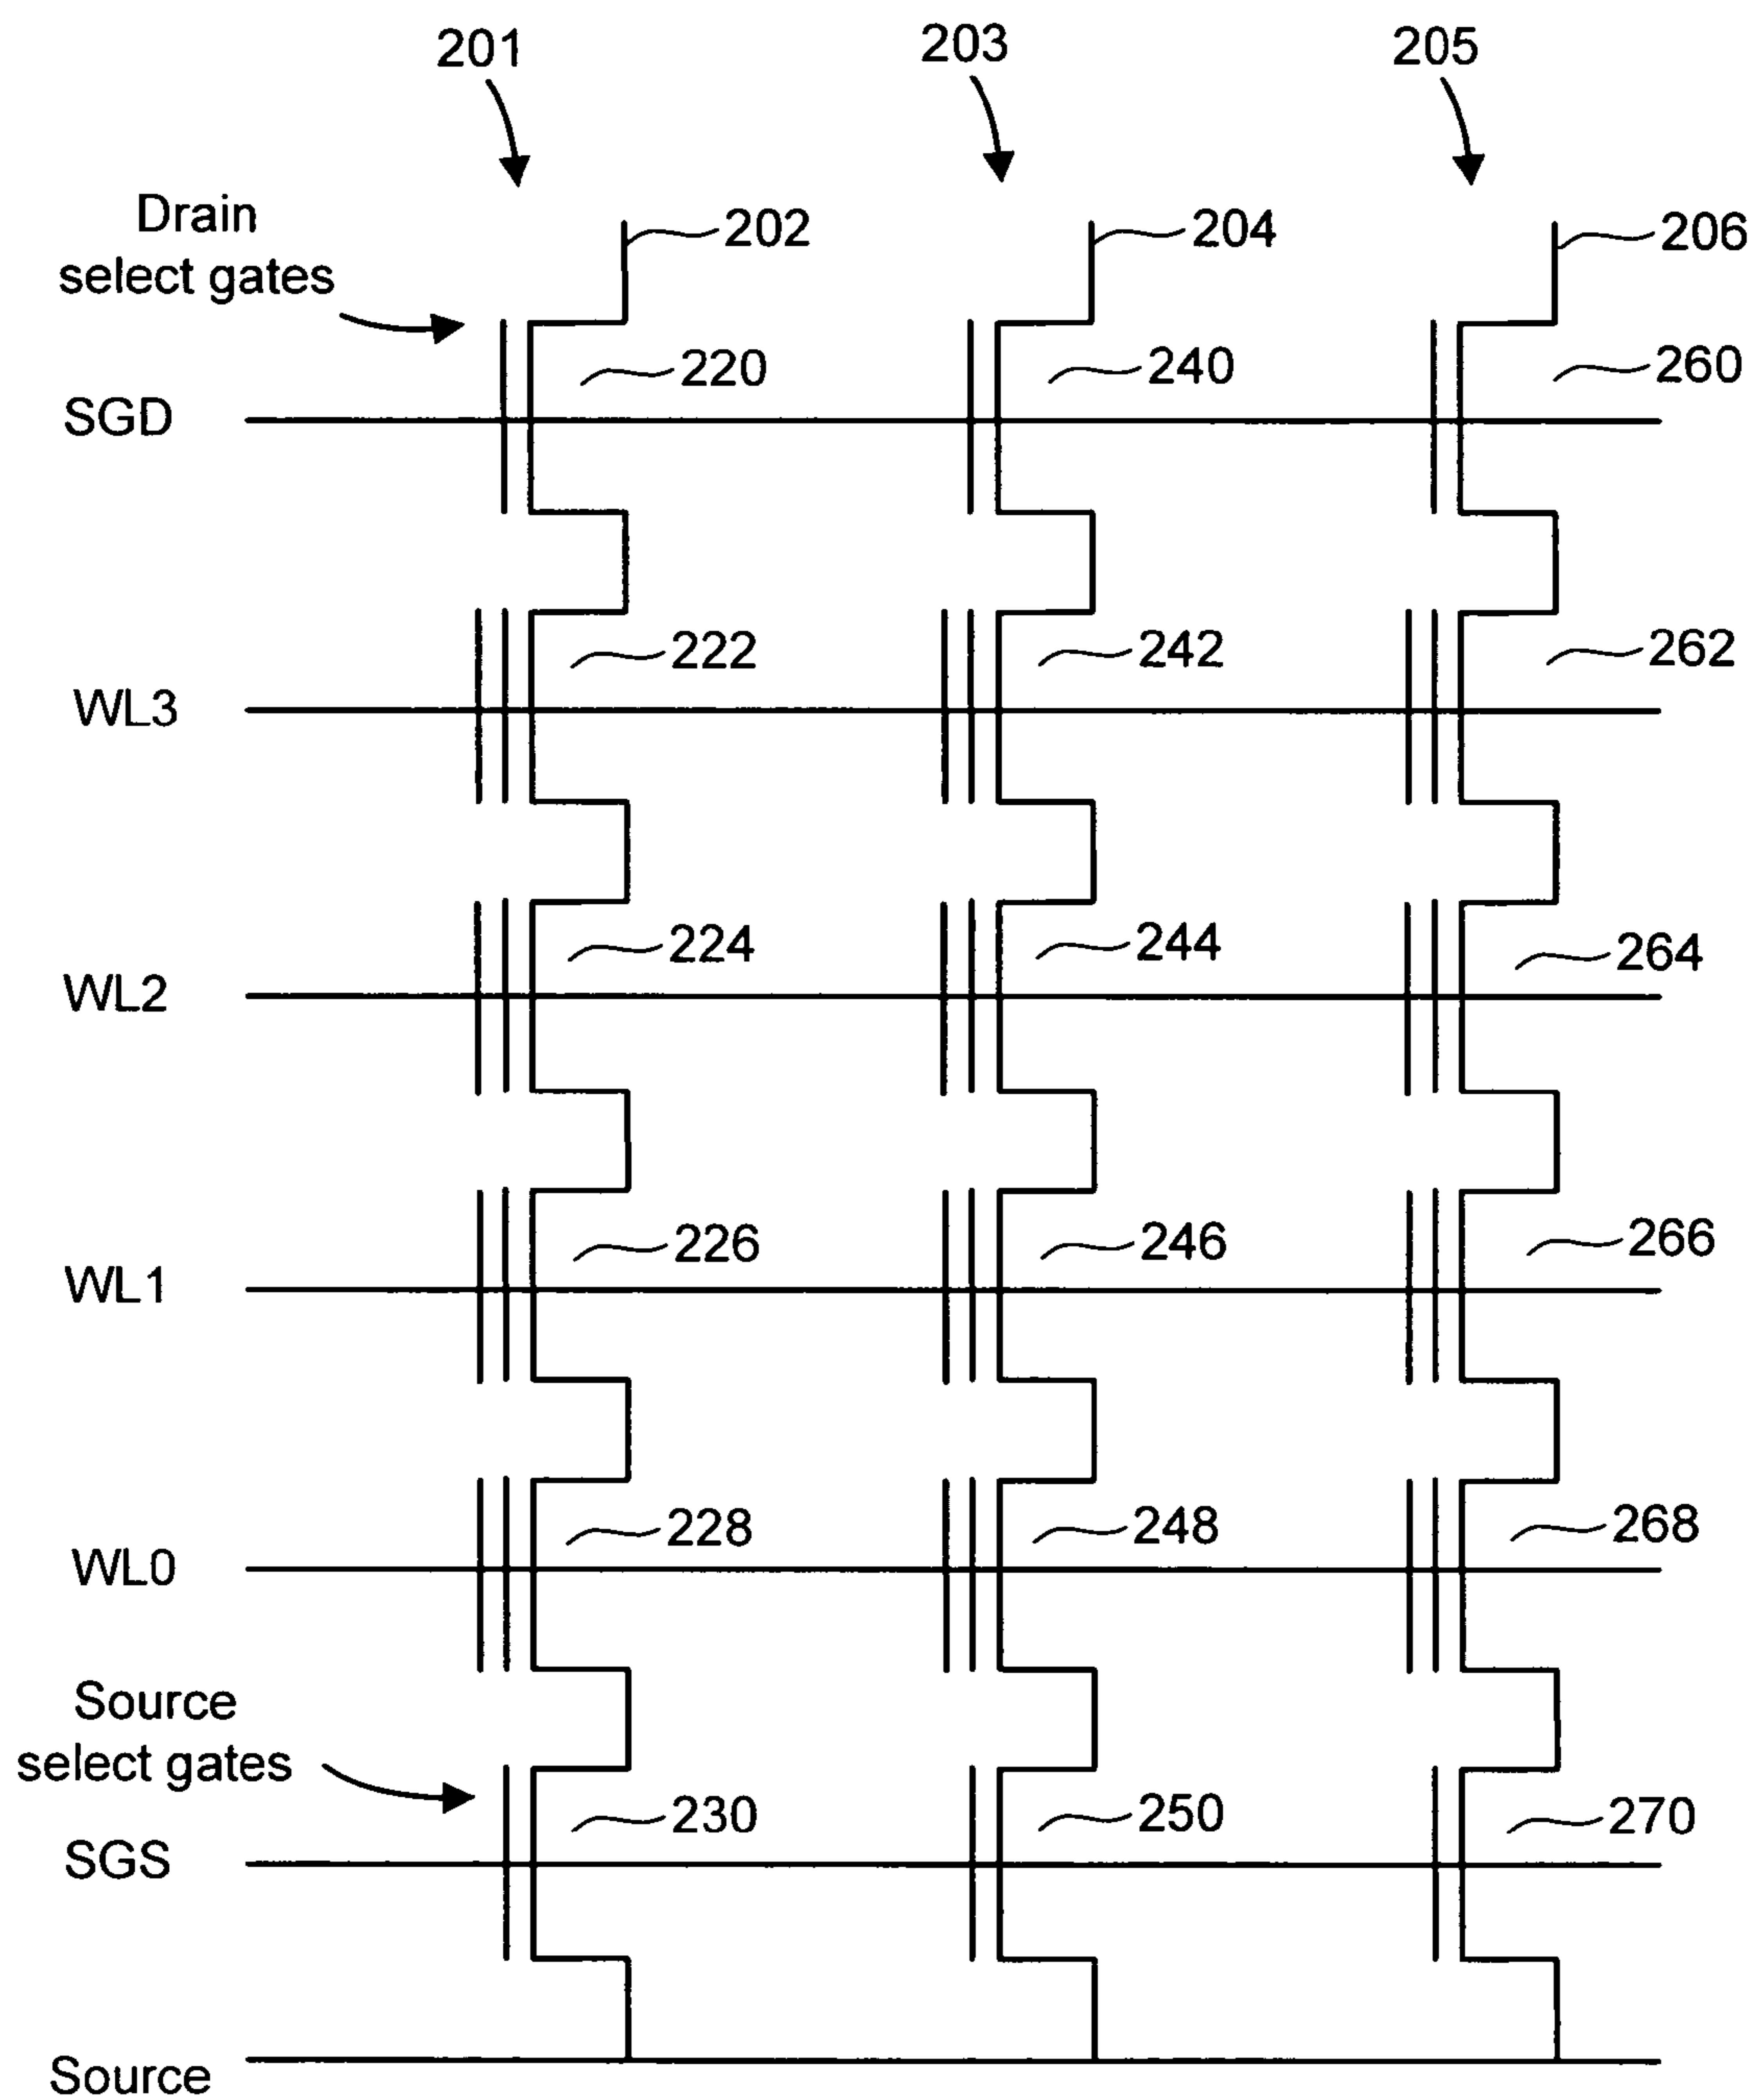 201 203 205
Drain
select gates
202 204 206
220 240 260
SGD
222 242 262
WL3
224 244 264
WL2
226 246 266
WL1
228 248 268
WL0
Source
select gates
230 250 270
SGS
Source